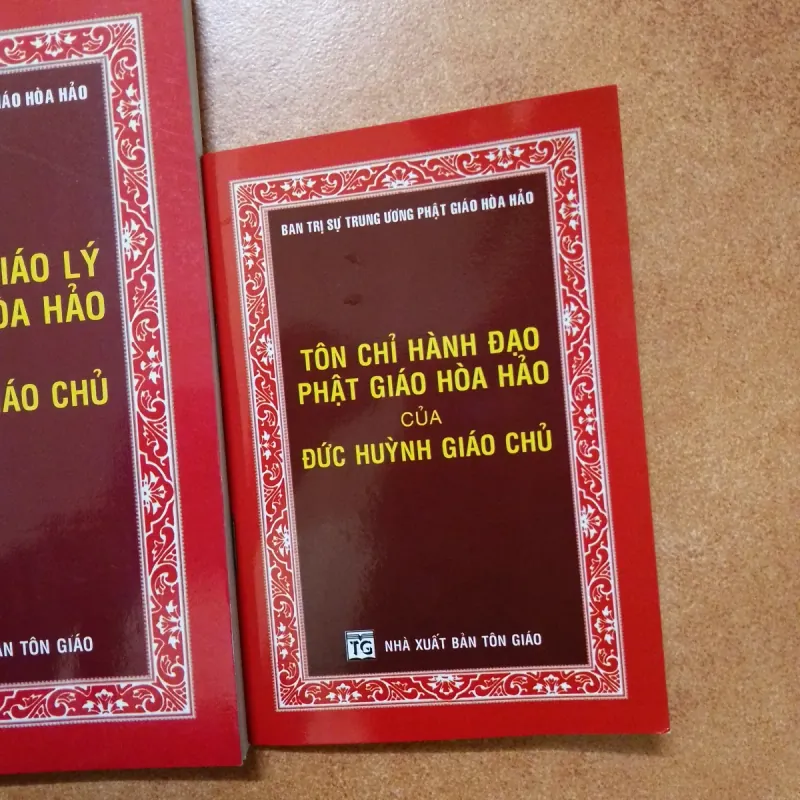 IÁO HÒA HẢO
IÁO LÝ
ÒA HẢO
ÁO CHỦ
ẢN TÔN GIÁO
BAN TRỊ SỰ TRUNG ƯƠNG PHẬT GIÁO HÒA HẢO
TÔN CHỈ HÀNH ĐẠO
PHẬT GIÁO HÒA HẢO
CỦA
ĐỨC HUỲNH GIÁO CHỦ
TG
NHÀ XUẤT BẢN TÔN GIÁO